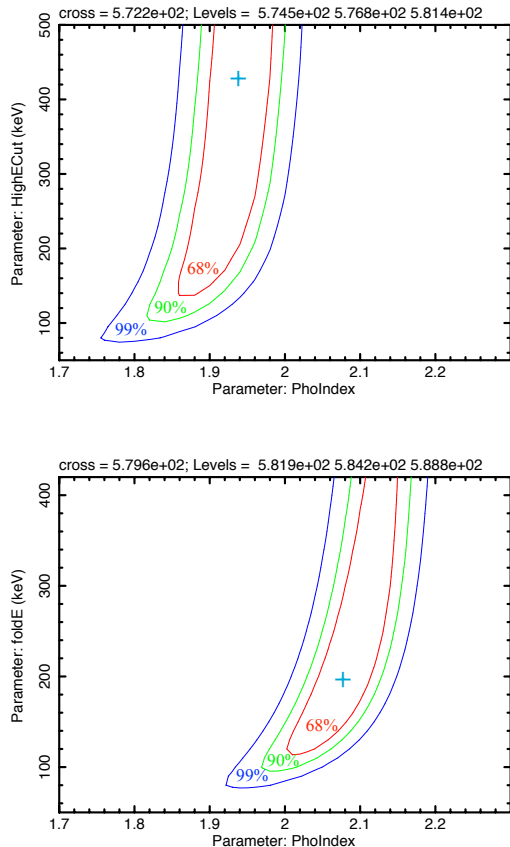 cross = 5.722e+02; Levels = 5.745e+02 5.768e+02 5.814e+02
500
400
300
200
100
Parameter: HighECut (keV)
68%
90%
99%
1.7 1.8 1.9 2 2.1 2.2
Parameter: PhoIndex
cross = 5.796e+02; Levels = 5.819e+02 5.842e+02 5.888e+02
400
300
200
100
Parameter: foldE (keV)
68%
90%
99%
1.7 1.8 1.9 2 2.1 2.2
Parameter: PhoIndex